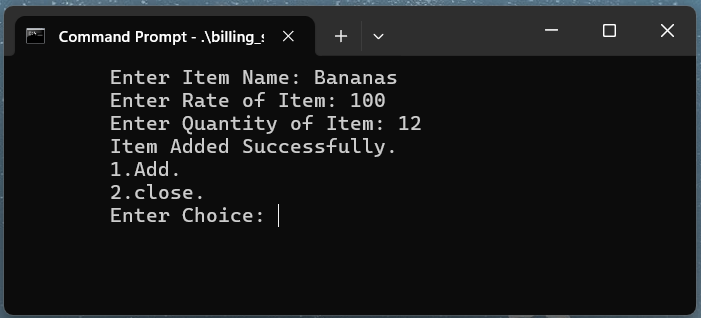 Command Prompt - .\billing_s
Enter Item Name: Bananas
Enter Rate of Item: 100
Enter Quantity of Item: 12
Item Added Successfully.
1.Add.
2.close.
Enter Choice: